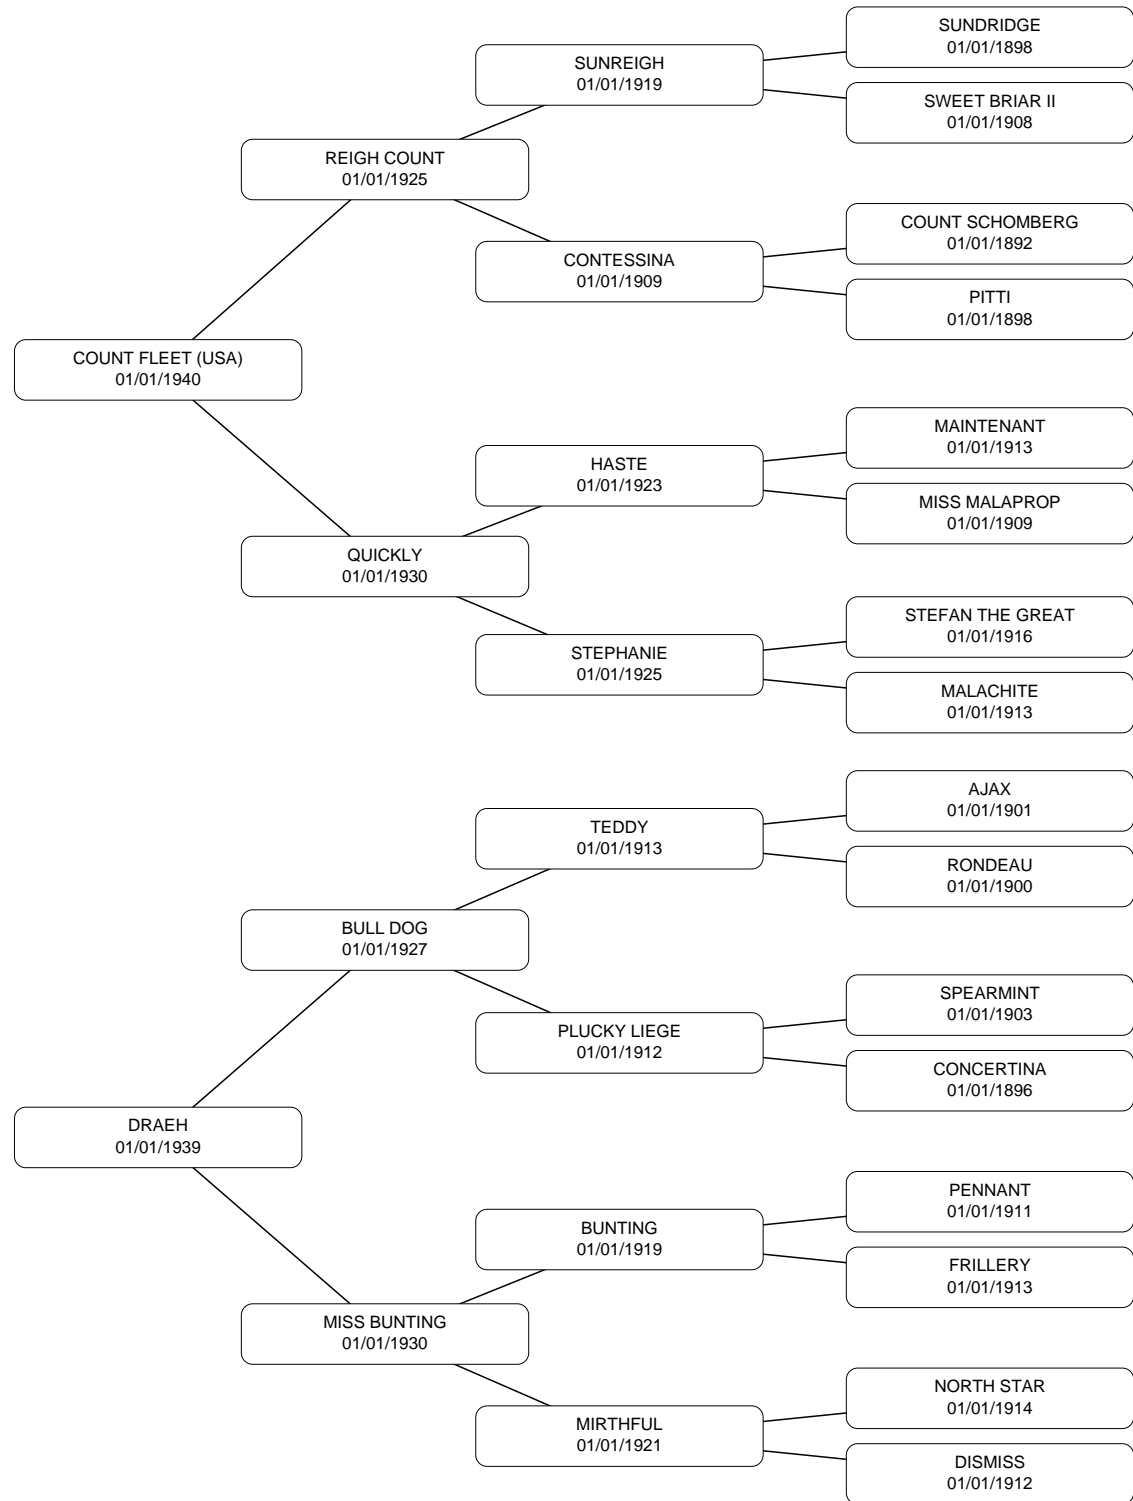 SUNDRIDGE
01/01/1898
SUNREIGH
01/01/1919
SWEET BRIAR II
01/01/1908
REIGH COUNT
01/01/1925
COUNT SCHOMBERG
01/01/1892
CONTESSINA
01/01/1909
PITTI
01/01/1898
COUNT FLEET (USA)
01/01/1940
MAINTENANT
01/01/1913
HASTE
01/01/1923
MISS MALAPROP
01/01/1909
QUICKLY
01/01/1930
STEFAN THE GREAT
01/01/1916
STEPHANIE
01/01/1925
MALACHITE
01/01/1913
AJAX
01/01/1901
TEDDY
01/01/1913
RONDEAU
01/01/1900
BULL DOG
01/01/1927
SPEARMINT
01/01/1903
PLUCKY LIEGE
01/01/1912
CONCERTINA
01/01/1896
DRAEH
01/01/1939
PENNANT
01/01/1911
BUNTING
01/01/1919
FRILLERY
01/01/1913
MISS BUNTING
01/01/1930
NORTH STAR
01/01/1914
MIRTHFUL
01/01/1921
DISMISS
01/01/1912